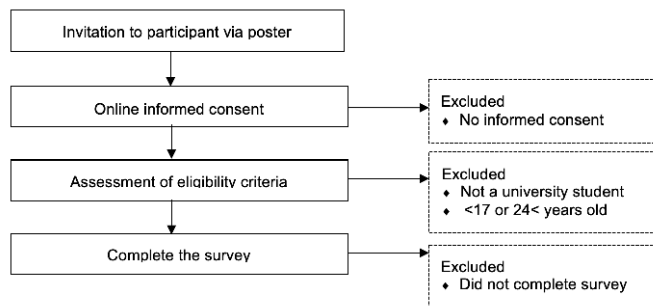 Invitation to participant via poster
Online informed consent
Excluded
♦ No informed consent
Assessment of eligibility criteria
Excluded
♦ Not a university student
♦ <17 or 24< years old
Complete the survey
Excluded
♦ Did not complete survey